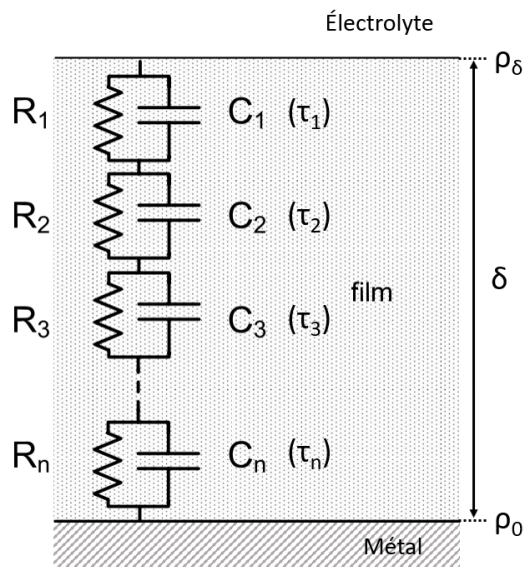 Électrolyte
ρδ
R1 C1 (τ1)
R2 C2 (τ2)
δ
film
R3 C3 (τ3)
Rn Cn (τn)
ρ0
Métal